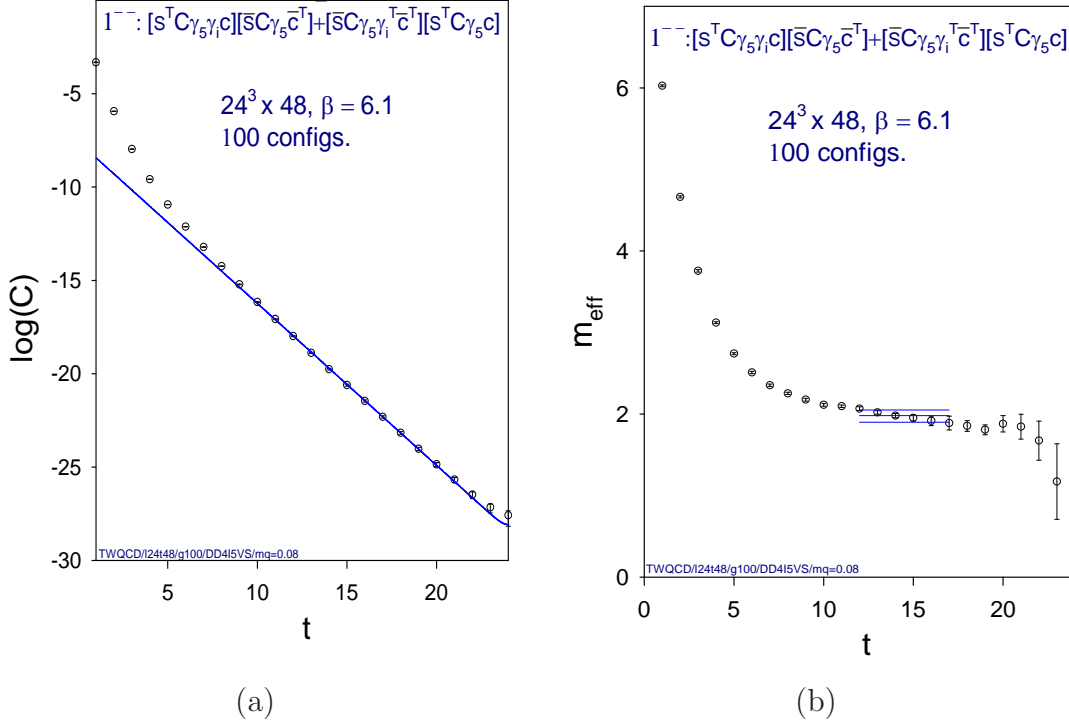 1⁻⁻: [sᵀCγ₅γᵢc][s̄Cγ₅c̄ᵀ]+[s̄Cγ₅γᵢᵀc̄ᵀ][sᵀCγ₅c]
24³ x 48, β = 6.1
100 configs.
log(C)
-5
-10
-15
-20
-25
-30
TWQCD/l24t48/g100/DD4I5VS/mq=0.08
5 10 15 20
t
(a)
1⁻⁻:[sᵀCγ₅γᵢc][s̄Cγ₅c̄ᵀ]+[s̄Cγ₅γᵢᵀc̄ᵀ][sᵀCγ₅c]
24³ x 48, β = 6.1
100 configs.
m_eff
6
4
2
0
TWQCD/l24t48/g100/DD4I5VS/mq=0.08
0 5 10 15 20
t
(b)